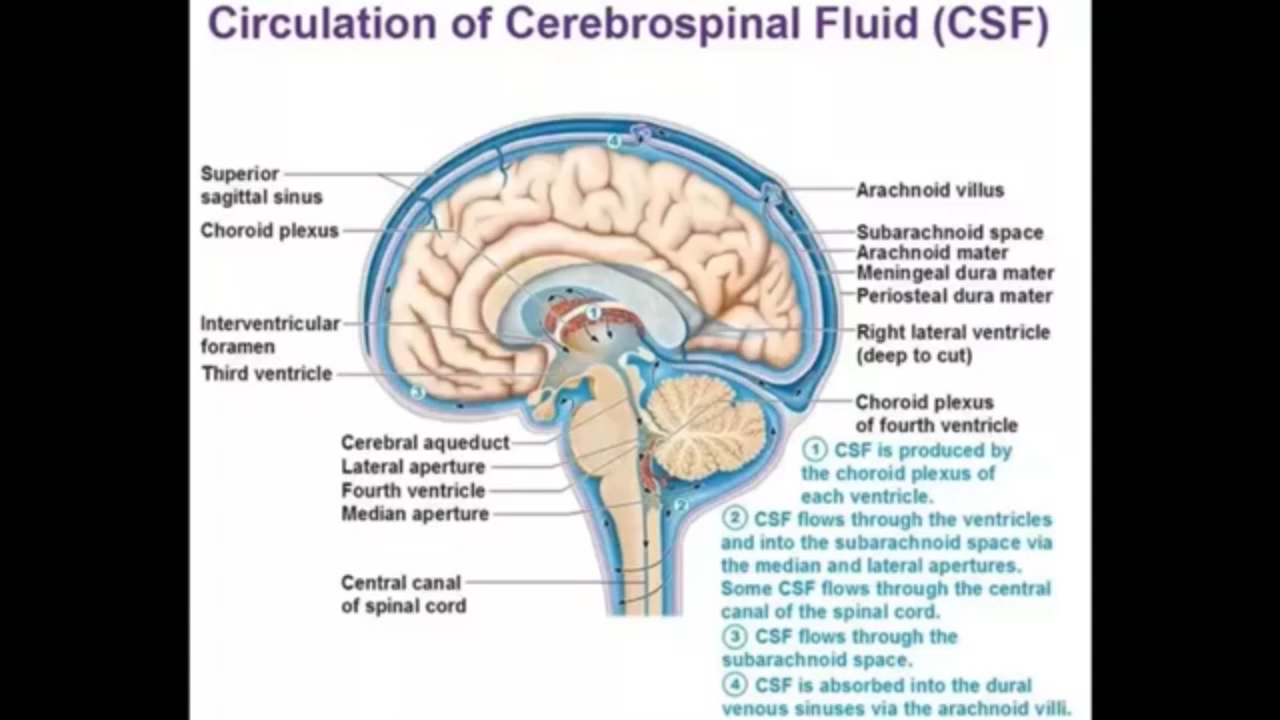 Circulation of Cerebrospinal Fluid (CSF)
Superior
sagittal sinus
Choroid plexus
Interventricular
foramen
Third ventricle
Cerebral aqueduct
Lateral aperture
Fourth ventricle
Median aperture
Central canal
of spinal cord
Arachnoid villus
Subarachnoid space
Arachnoid mater
Meningeal dura mater
Periosteal dura mater
Right lateral ventricle
(deep to cut)
Choroid plexus
of fourth ventricle
① CSF is produced by
the choroid plexus of
each ventricle.
② CSF flows through the ventricles
and into the subarachnoid space via
the median and lateral apertures.
Some CSF flows through the central
canal of the spinal cord.
③ CSF flows through the
subarachnoid space.
④ CSF is absorbed into the dural
venous sinuses via the arachnoid villi.
4
1
3
2